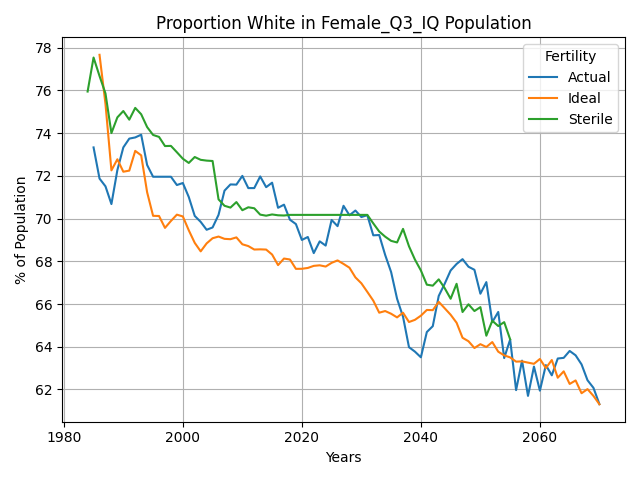 Proportion White in Female_Q3_IQ Population
% of Population
78
76
74
72
70
68
66
64
62
1980
2000
2020
2040
2060
Years
Fertility
Actual
Ideal
Sterile